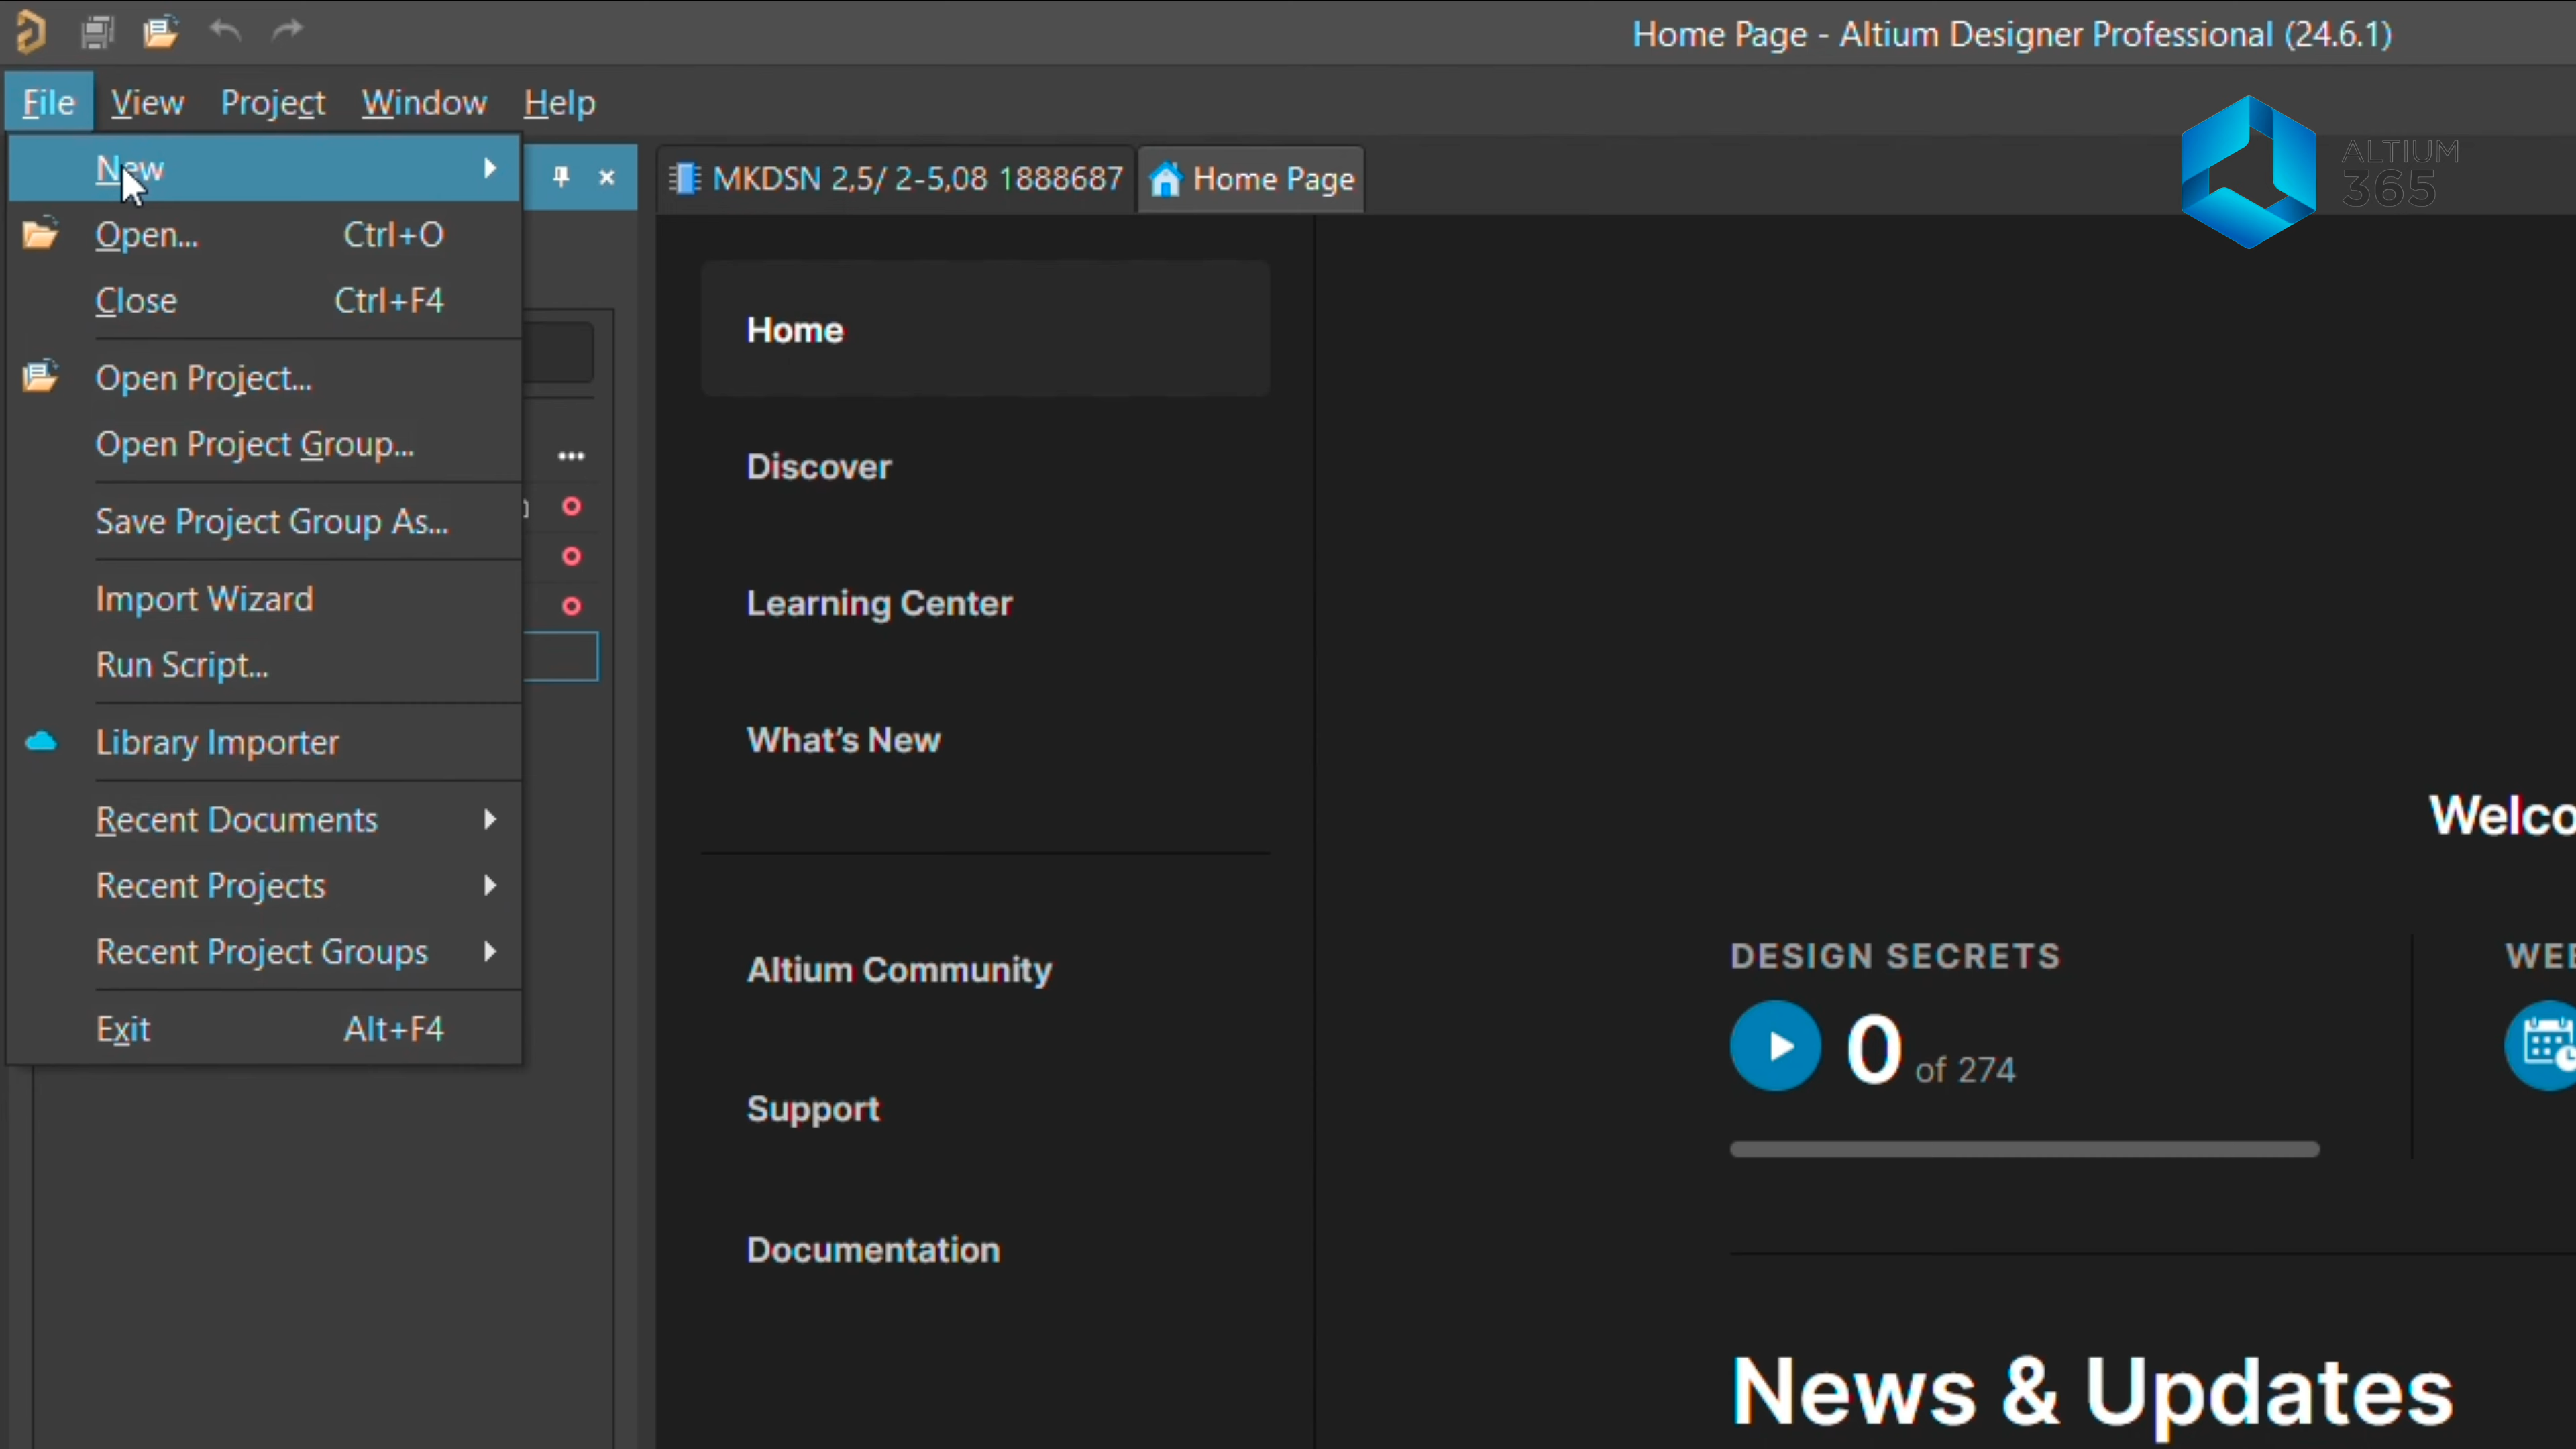 Home Page - Altium Designer Professional (24.6.1)
File View Project Window Help
ALTIUM
365
New
MKDSN 2,5/ 2-5,08 1888687 Home Page
Open... Ctrl+O
Close Ctrl+F4
Open Project...
Open Project Group...
Save Project Group As...
Import Wizard
Run Script...
Library Importer
Recent Documents
Recent Projects
Recent Project Groups
Exit Alt+F4
Home
Discover
Learning Center
What's New
Altium Community
Support
Documentation
DESIGN SECRETS
0 of 274
News & Updates